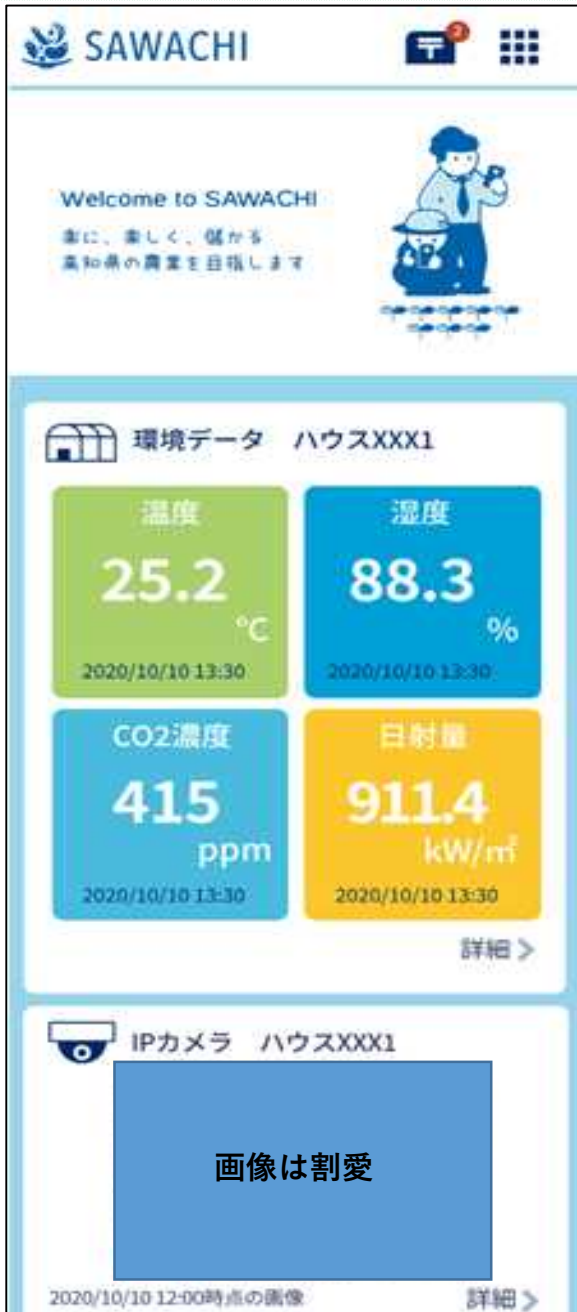 SAWACHI
〒
2
Welcome to SAWACHI
楽に、楽しく、儲かる
高知県の農業を目指します
環境データ ハウスXXX1
温度
25.2
℃
2020/10/10 13:30
湿度
88.3
%
2020/10/10 13:30
CO2濃度
415
ppm
2020/10/10 13:30
日射量
911.4
kW/㎡
2020/10/10 13:30
詳細 >
IPカメラ ハウスXXX1
画像は割愛
2020/10/10 12:00時点の画像
詳細 >